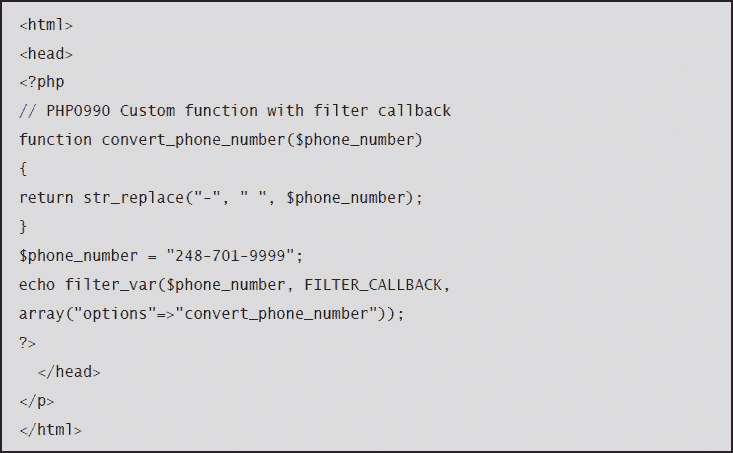 <html>
<head>
<?php
// PHP0990 Custom function with filter callback
function convert_phone_number($phone_number)
{
return str_replace("-", " ", $phone_number);
}
$phone_number = "248-701-9999";
echo filter_var($phone_number, FILTER_CALLBACK,
array("options"=>"convert_phone_number"));
?>
</head>
</p>
</html>